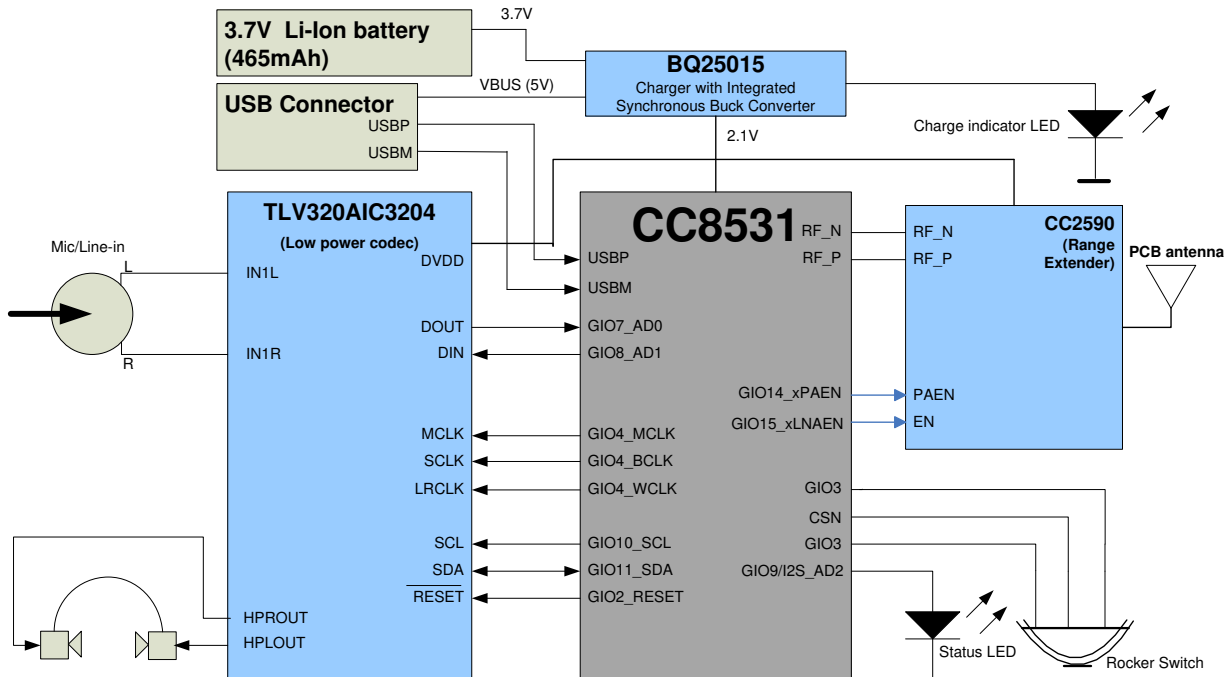 3.7V Li-Ion battery
(465mAh)
3.7V
BQ25015
Charger with Integrated
Synchronous Buck Converter
VBUS (5V)
USB Connector
USBP
USBM
2.1V
Charge indicator LED
TLV320AIC3204
(Low power codec)
DVDD
Mic/Line-in
L
R
IN1L
IN1R
DOUT
DIN
MCLK
SCLK
LRCLK
SCL
SDA
RESET
HPROUT
HPLOUT
CC8531
USBP
USBM
GIO7_AD0
GIO8_AD1
GIO4_MCLK
GIO4_BCLK
GIO4_WCLK
GIO10_SCL
GIO11_SDA
GIO2_RESET
RF_N
RF_P
GIO14_xPAEN
GIO15_xLNAEN
GIO3
CSN
GIO3
GIO9/I2S_AD2
CC2590
(Range
Extender)
RF_N
RF_P
PAEN
EN
PCB antenna
Status LED
Rocker Switch